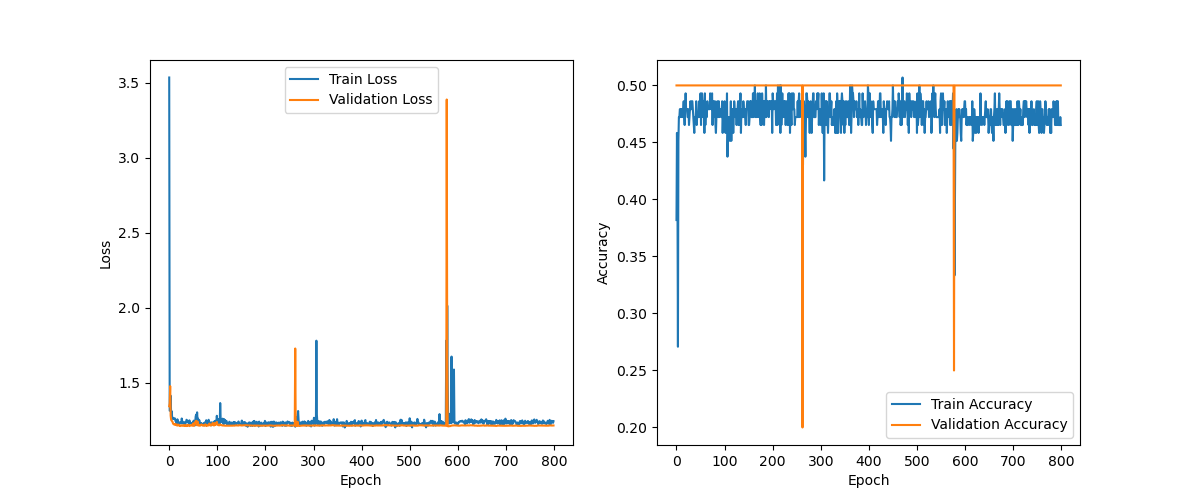 3.5
3.0
2.5
2.0
1.5
Loss
0 100 200 300 400 500 600 700 800
Epoch
Train Loss
Validation Loss
0.50
0.45
0.40
0.35
0.30
0.25
0.20
Accuracy
0 100 200 300 400 500 600 700 800
Epoch
Train Accuracy
Validation Accuracy